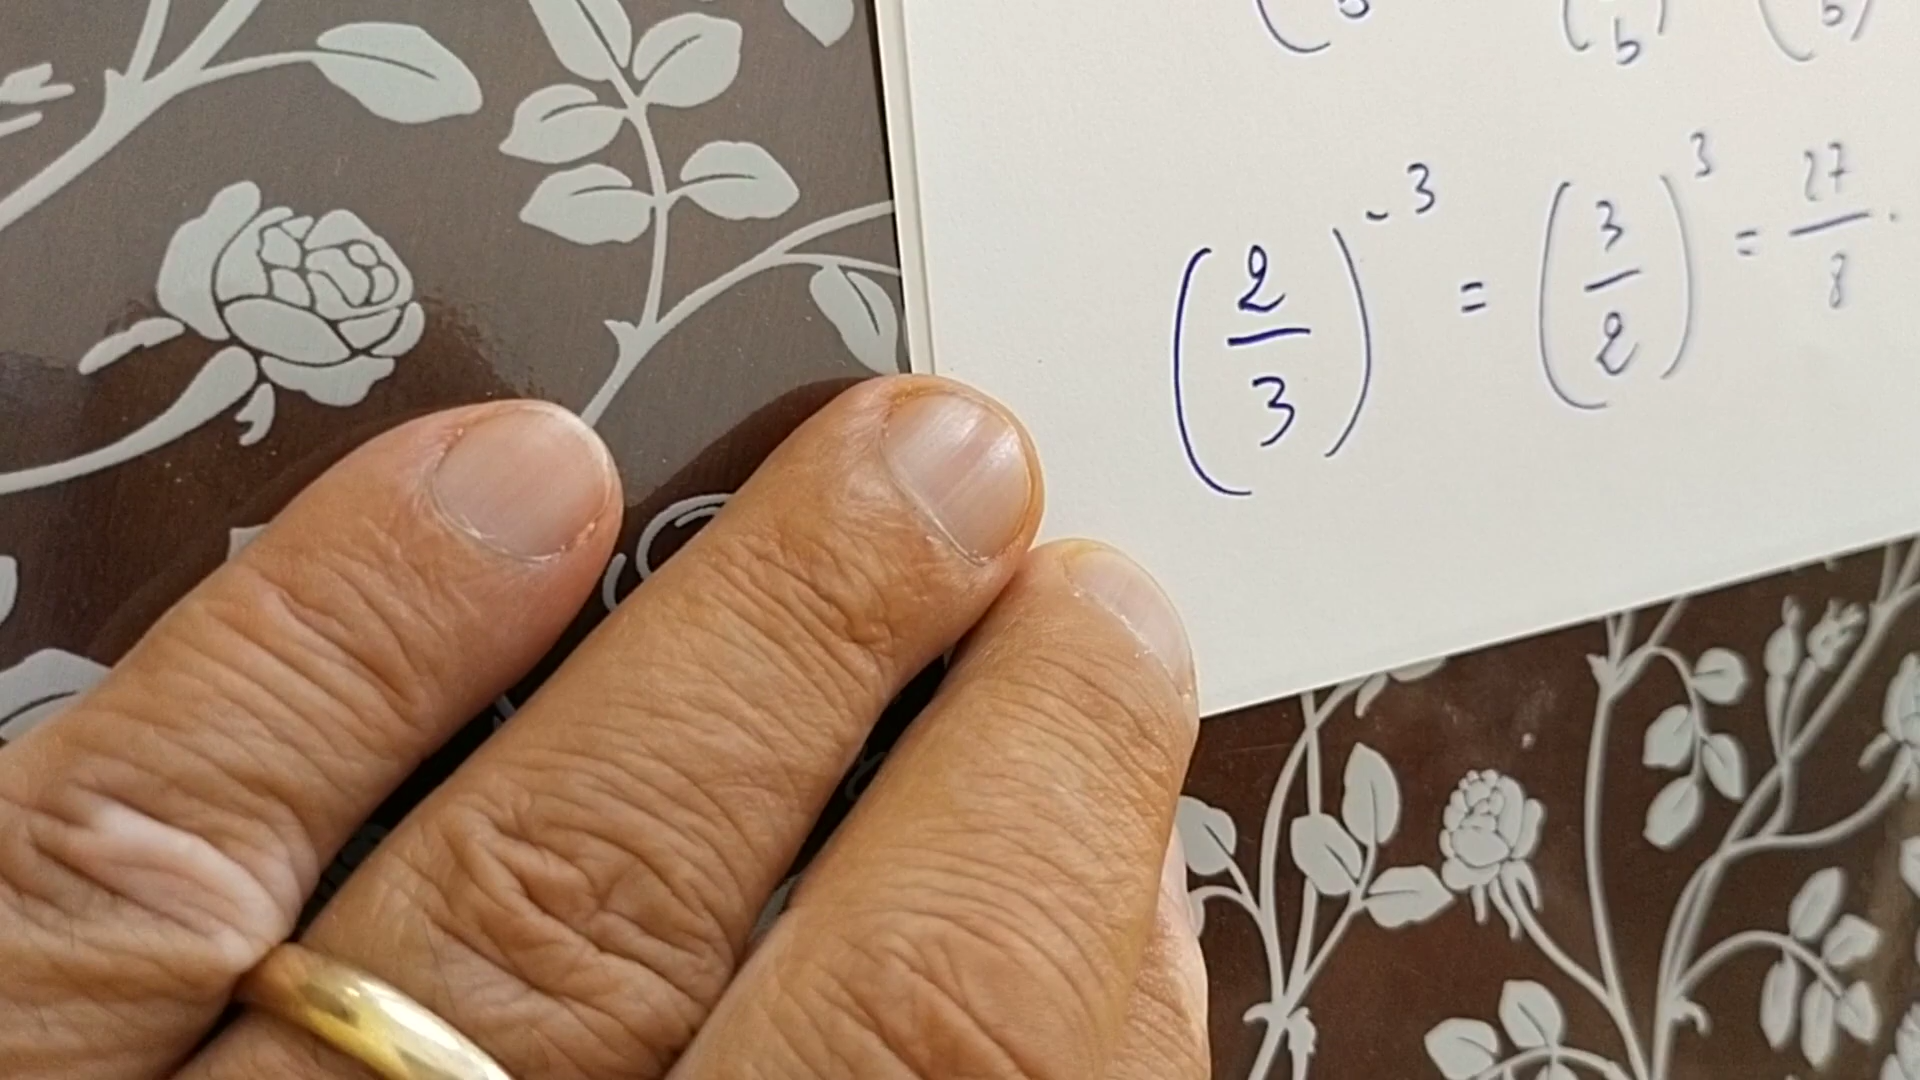 (2/3)^-3 = (3/2)^3 = 27/8.